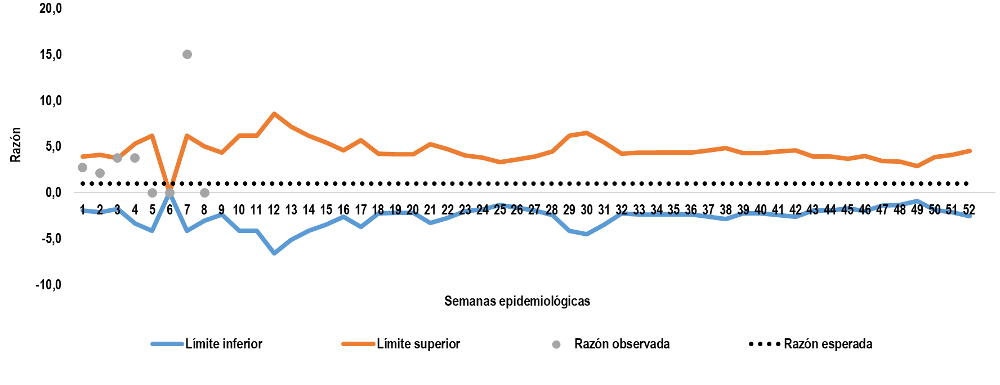 20,0
15,0
10,0
5,0
0,0
-5,0
-10,0
Razón
1 2 3 4 5 6 7 8 9 10 11 12 13 14 15 16 17 18 19 20 21 22 23 24 25 26 27 28 29 30 31 32 33 34 35 36 37 38 39 40 41 42 43 44 45 46 47 48 49 50 51 52
Semanas epidemiológicas
Límite inferior Límite superior Razón observada Razón esperada